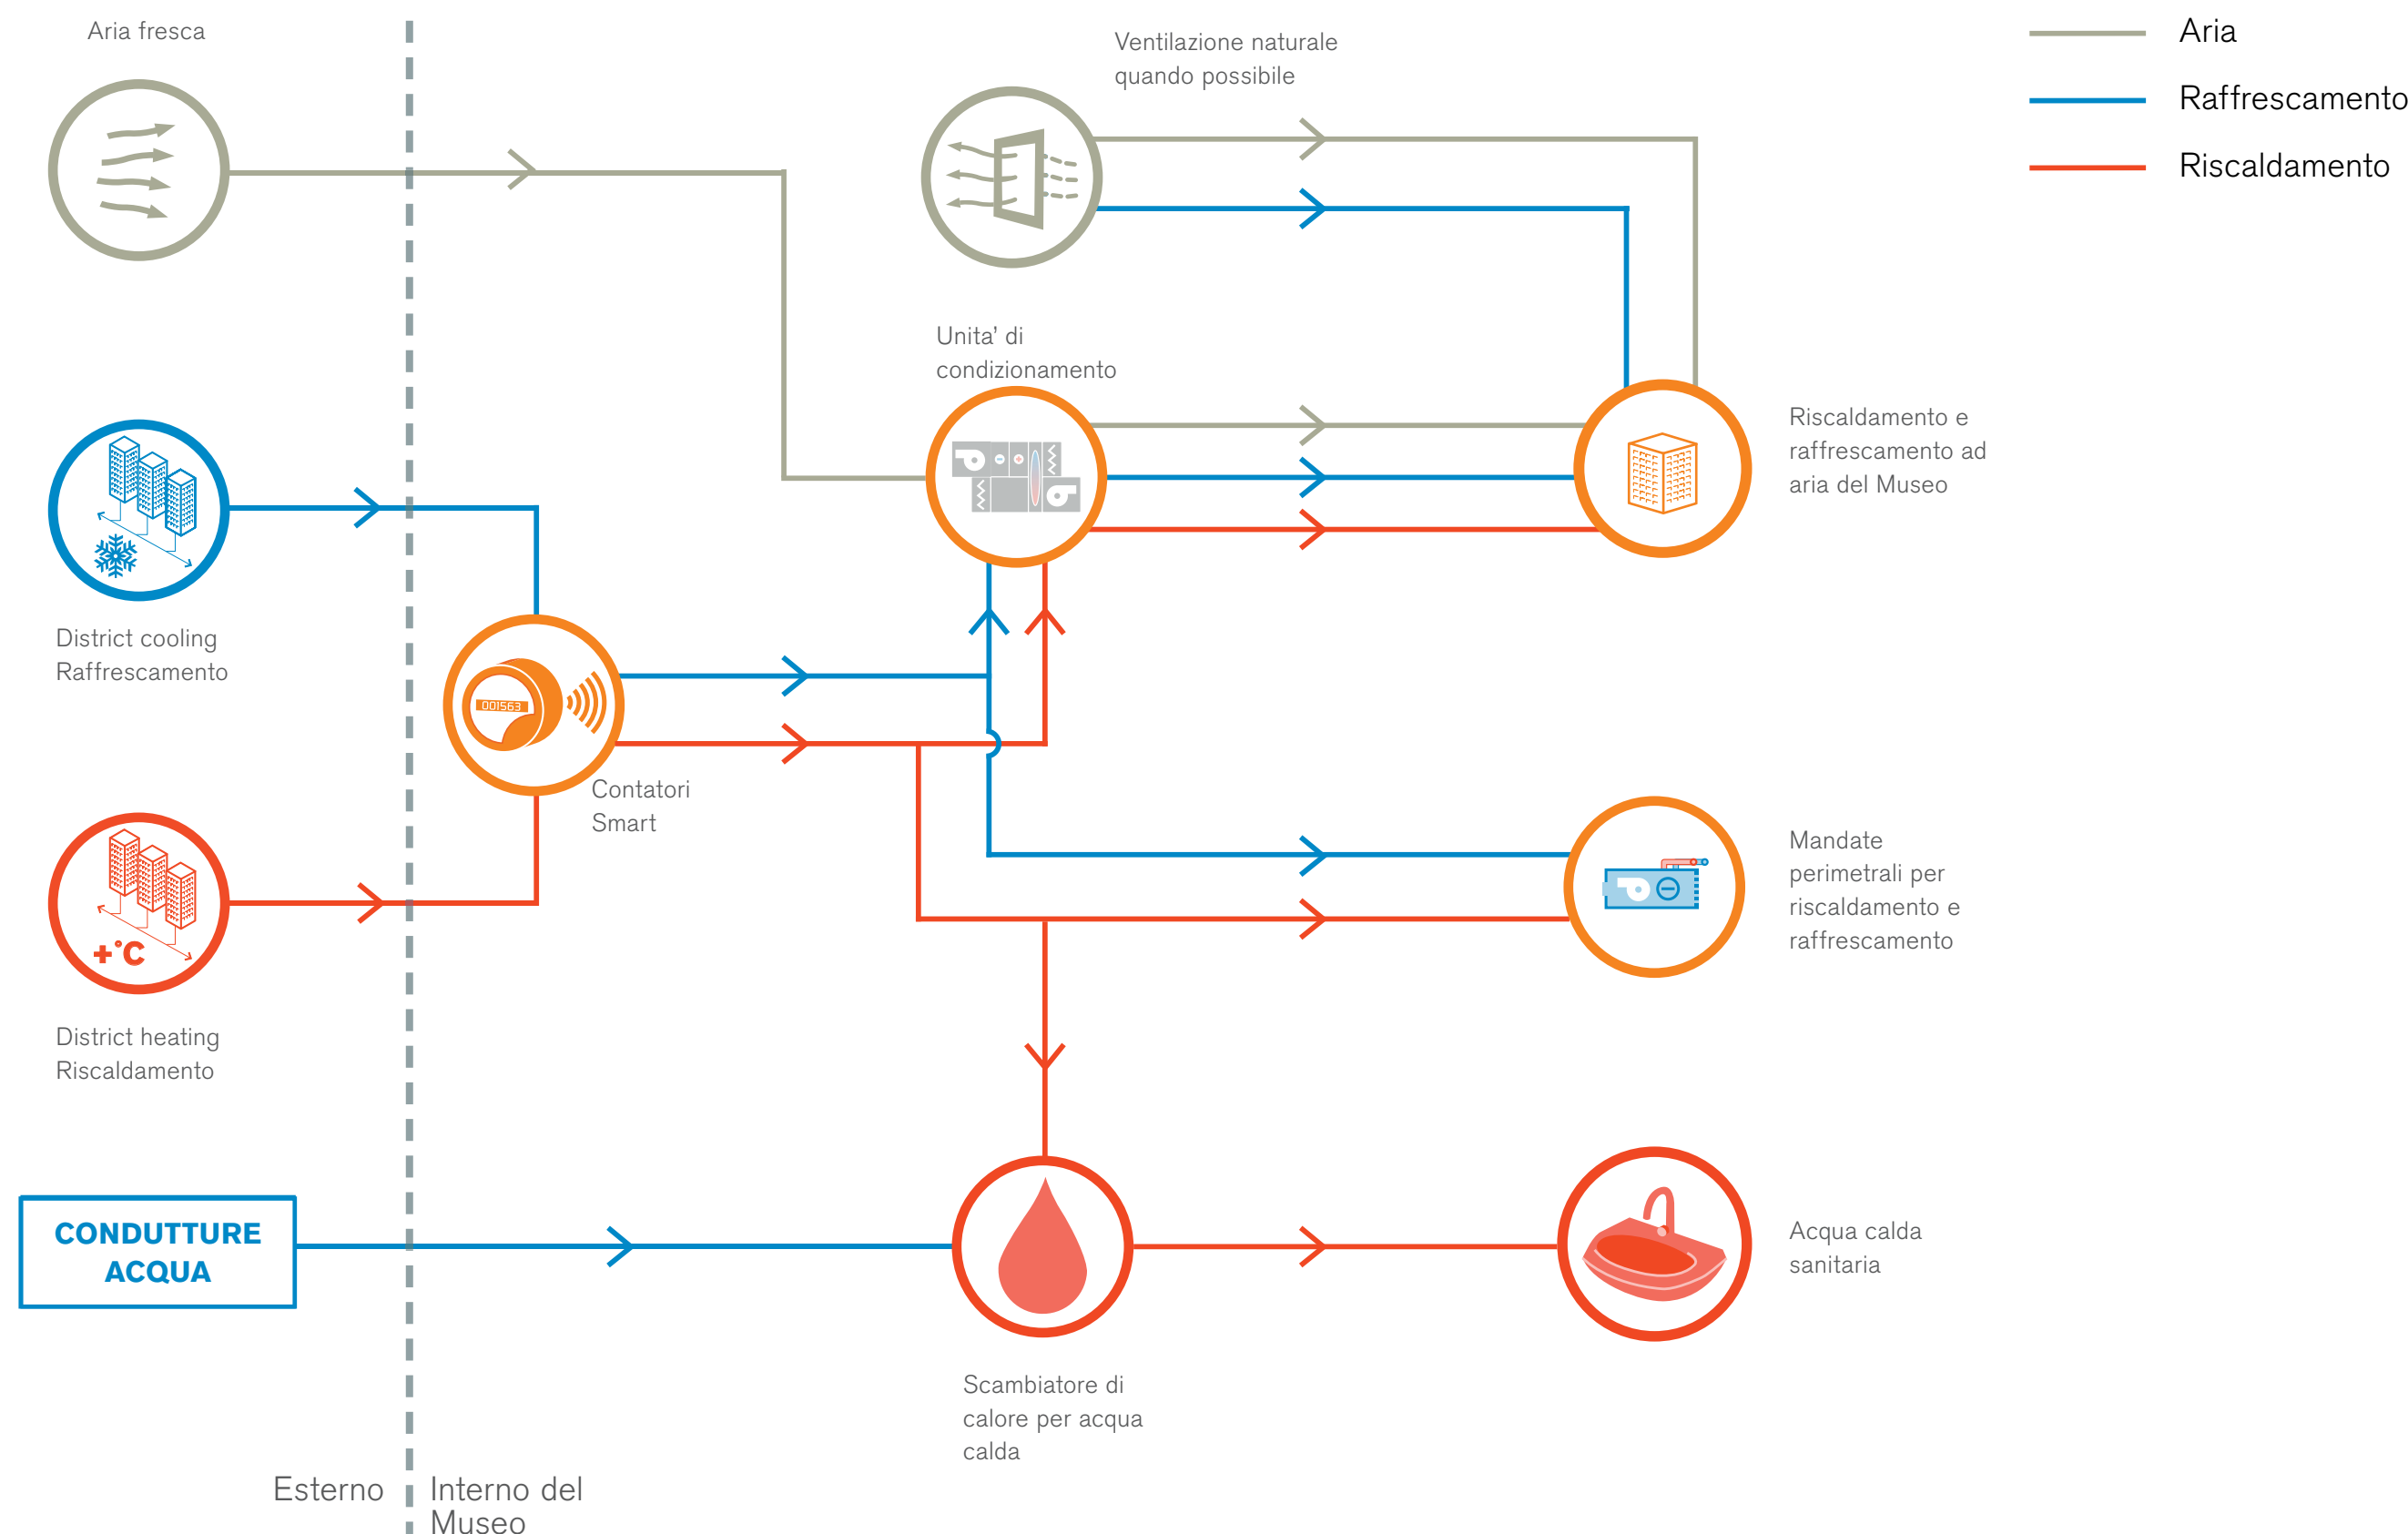 Aria fresca
Ventilazione naturale
quando possibile
Aria
Raffrescamento
Riscaldamento
Unita’ di
condizionamento
Riscaldamento e
raffrescamento ad
aria del Museo
District cooling
Raffrescamento
001563
Contatori
Smart
Mandate
perimetrali per
riscaldamento e
raffrescamento
+°C
District heating
Riscaldamento
CONDUTTURE
ACQUA
Acqua calda
sanitaria
Scambiatore di
calore per acqua
calda
Esterno
Interno del
Museo